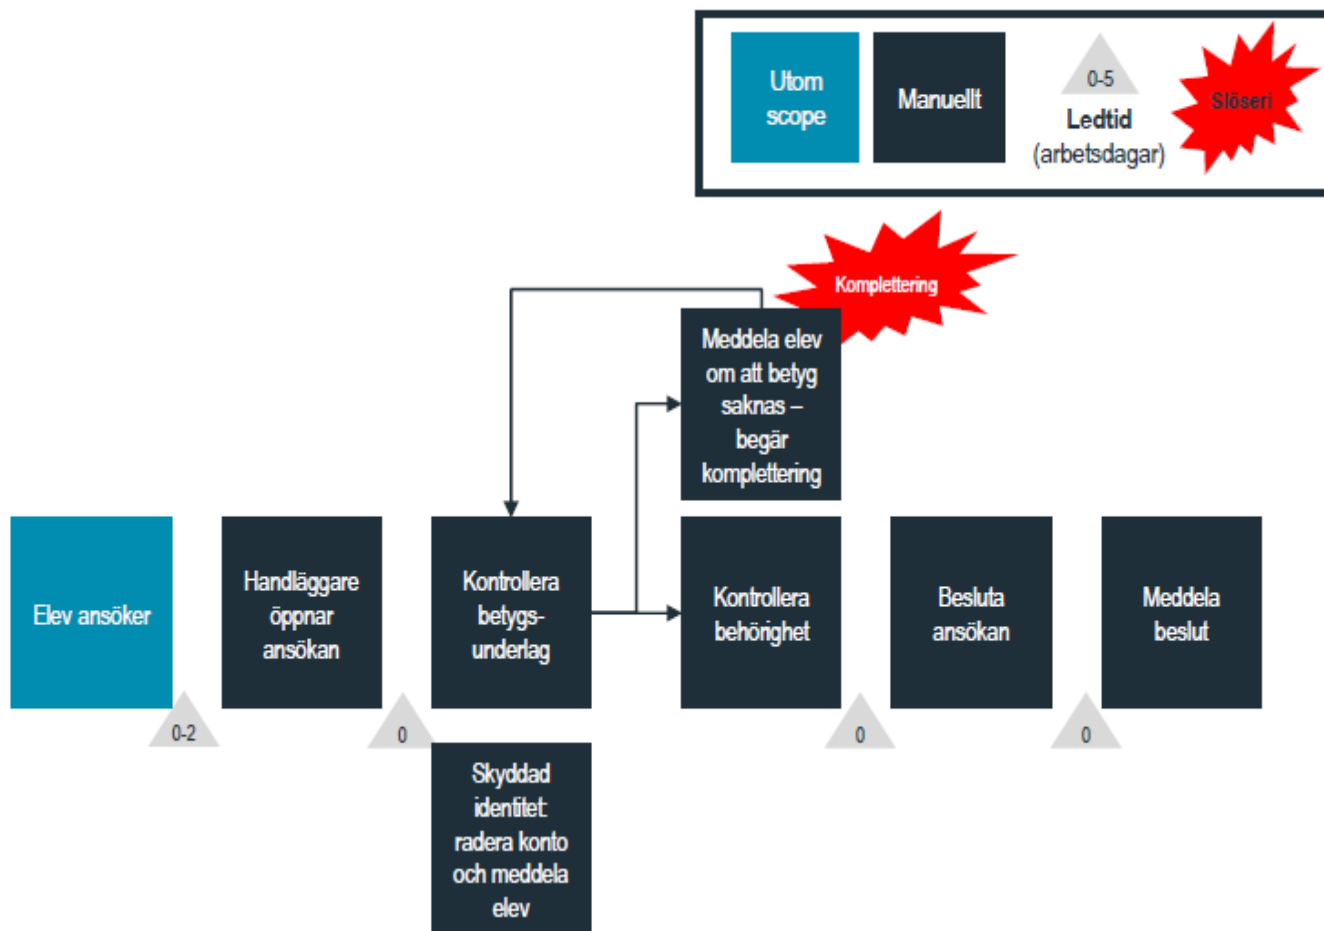 Utom
scope
Manuellt
0-5
Ledtid
(arbetsdagar)
Slöseri
Komplettering
Meddela elev
om att betyg
saknas –
begär
komplettering
Elev ansöker
Handläggare
öppnar
ansökan
Kontrollera
betygs-
underlag
Kontrollera
behörighet
Besluta
ansökan
Meddela
beslut
0-2
0
0
0
Skyddad
identitet:
radera konto
och meddela
elev